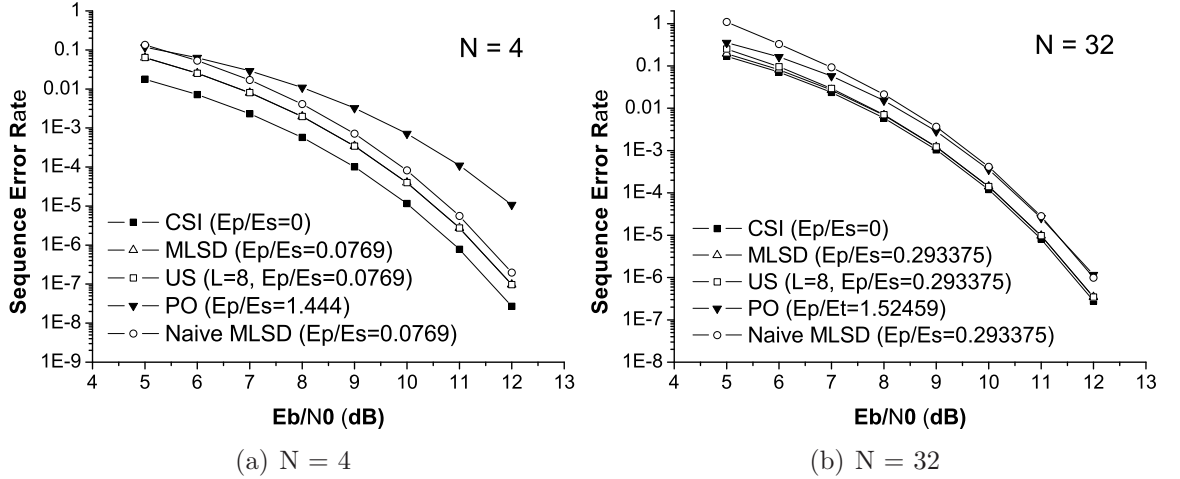 1
0.1
0.01
1E-3
1E-4
1E-5
1E-6
1E-7
1E-8
1E-9
Sequence Error Rate
N = 4
CSI (Ep/Es=0)
MLSD (Ep/Es=0.0769)
US (L=8, Ep/Es=0.0769)
PO (Ep/Es=1.444)
Naive MLSD (Ep/Es=0.0769)
4 5 6 7 8 9 10 11 12 13
Eb/N0 (dB)
(a) N = 4
1
0.1
0.01
1E-3
1E-4
1E-5
1E-6
1E-7
1E-8
Sequence Error Rate
N = 32
CSI (Ep/Es=0)
MLSD (Ep/Es=0.293375)
US (L=8, Ep/Es=0.293375)
PO (Ep/Et=1.52459)
Naive MLSD (Ep/Es=0.293375)
4 5 6 7 8 9 10 11 12 13
Eb/N0 (dB)
(b) N = 32